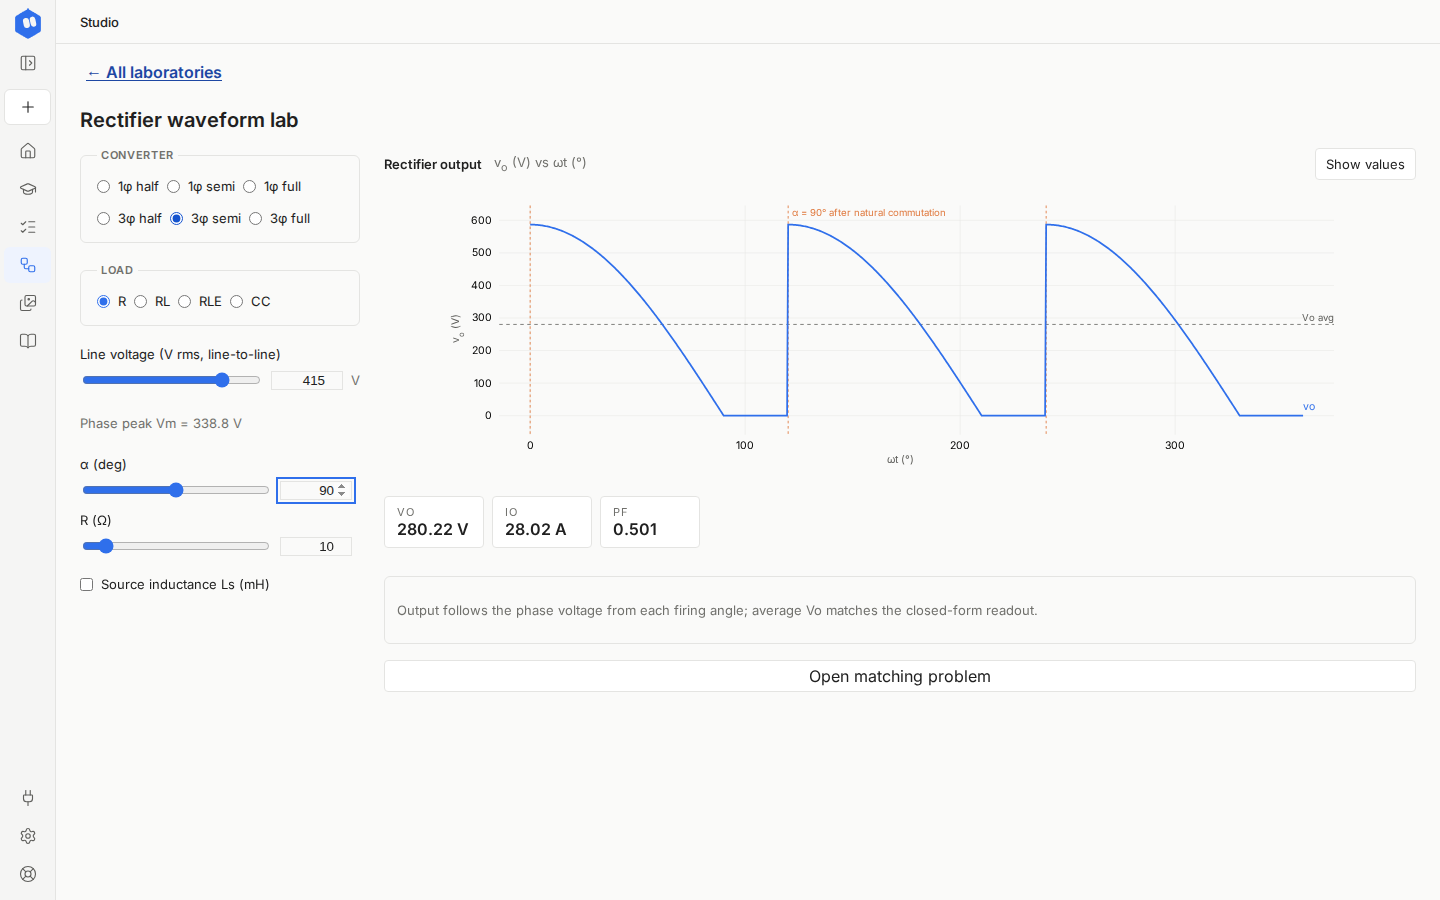 Studio
← All laboratories
Rectifier waveform lab
CONVERTER
1φ half 1φ semi 1φ full
3φ half 3φ semi 3φ full
LOAD
R RL RLE CC
Line voltage (V rms, line-to-line)
415 V
Phase peak Vm = 338.8 V
α (deg)
90
R (Ω)
10
Source inductance Ls (mH)
Rectifier output vo (V) vs ωt (°)
Show values
α = 90° after natural commutation
600
500
400
300
200
100
0
vo (V)
Vo avg
vo
0 100 200 300
ωt (°)
VO
280.22 V
IO
28.02 A
PF
0.501
Output follows the phase voltage from each firing angle; average Vo matches the closed-form readout.
Open matching problem